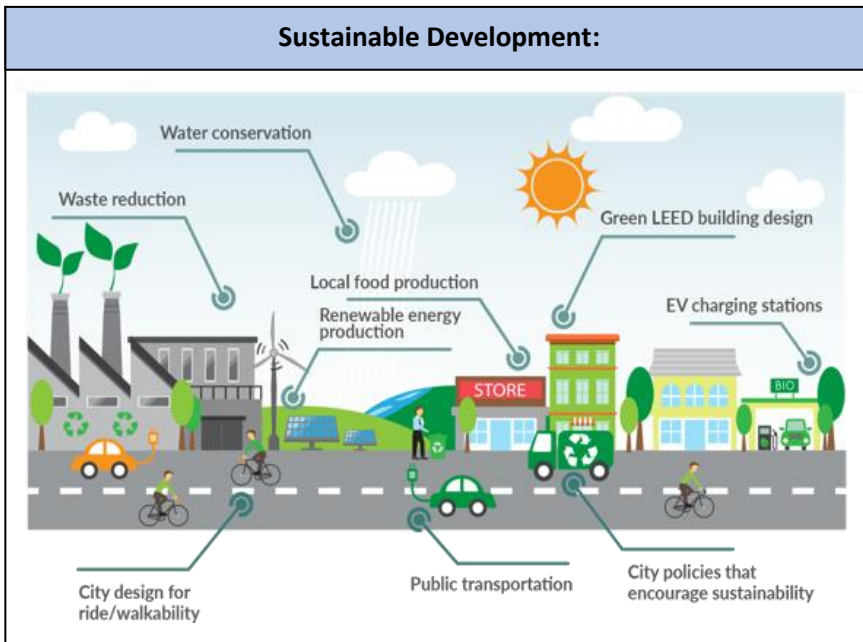 Sustainable Development:
Water conservation
Waste reduction
Green LEED building design
Local food production
Renewable energy
production
EV charging stations
STORE
BIO
City design for
ride/walkability
Public transportation
City policies that
encourage sustainability